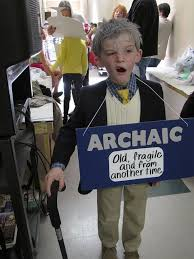 ARCHAIC
Old, fragile
and from
another time